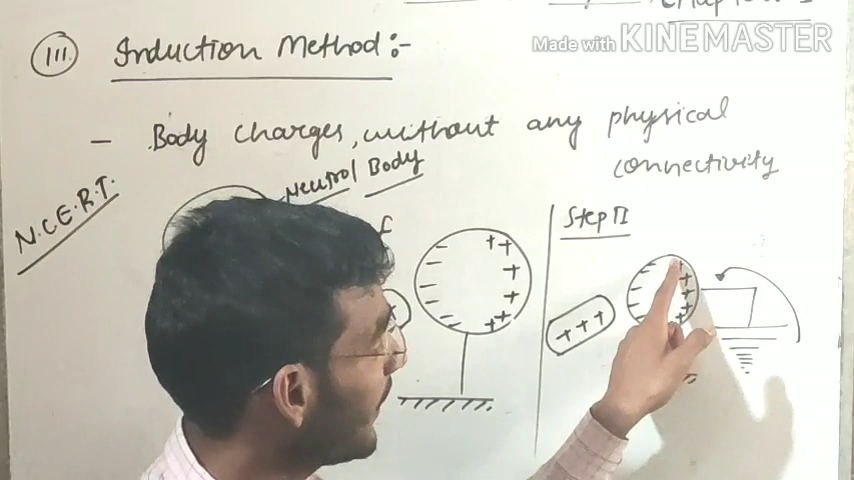 Made with KINEMASTER
III Induction Method:-
- Body charges, without any physical
connectivity
N.C.E.R.T.
Neutral Body
Step II
+++